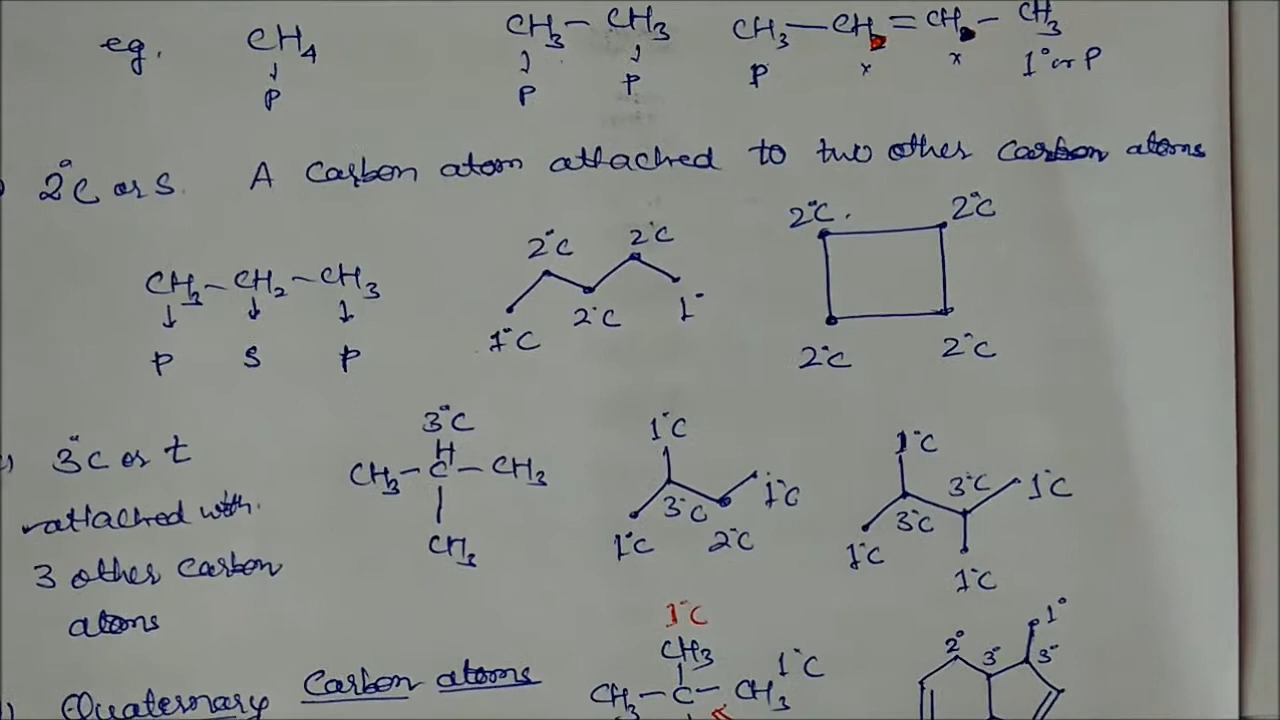 eg. CH4 CH3-CH3 CH3-CH=CH-CH3
P P P P x x 1° or P
2°C or S. A carbon atom attached to two other carbon atoms
2°C 2°C 2°C. 2°C
CH3-CH2-CH3
1°C 2°C 1°
P S P 2°C 2°C
3°C 1°C 1°C
3°C or t CH3-CH-CH3 3°C 1°C 3°C 1°C
attached with. 3°C
3 other carbon CH3 1°C 2°C 1°C
atoms 1°C
1°C 1°
CH3 1°C 2° 3° 3°
Quaternary Carbon atoms CH3-C-CH3